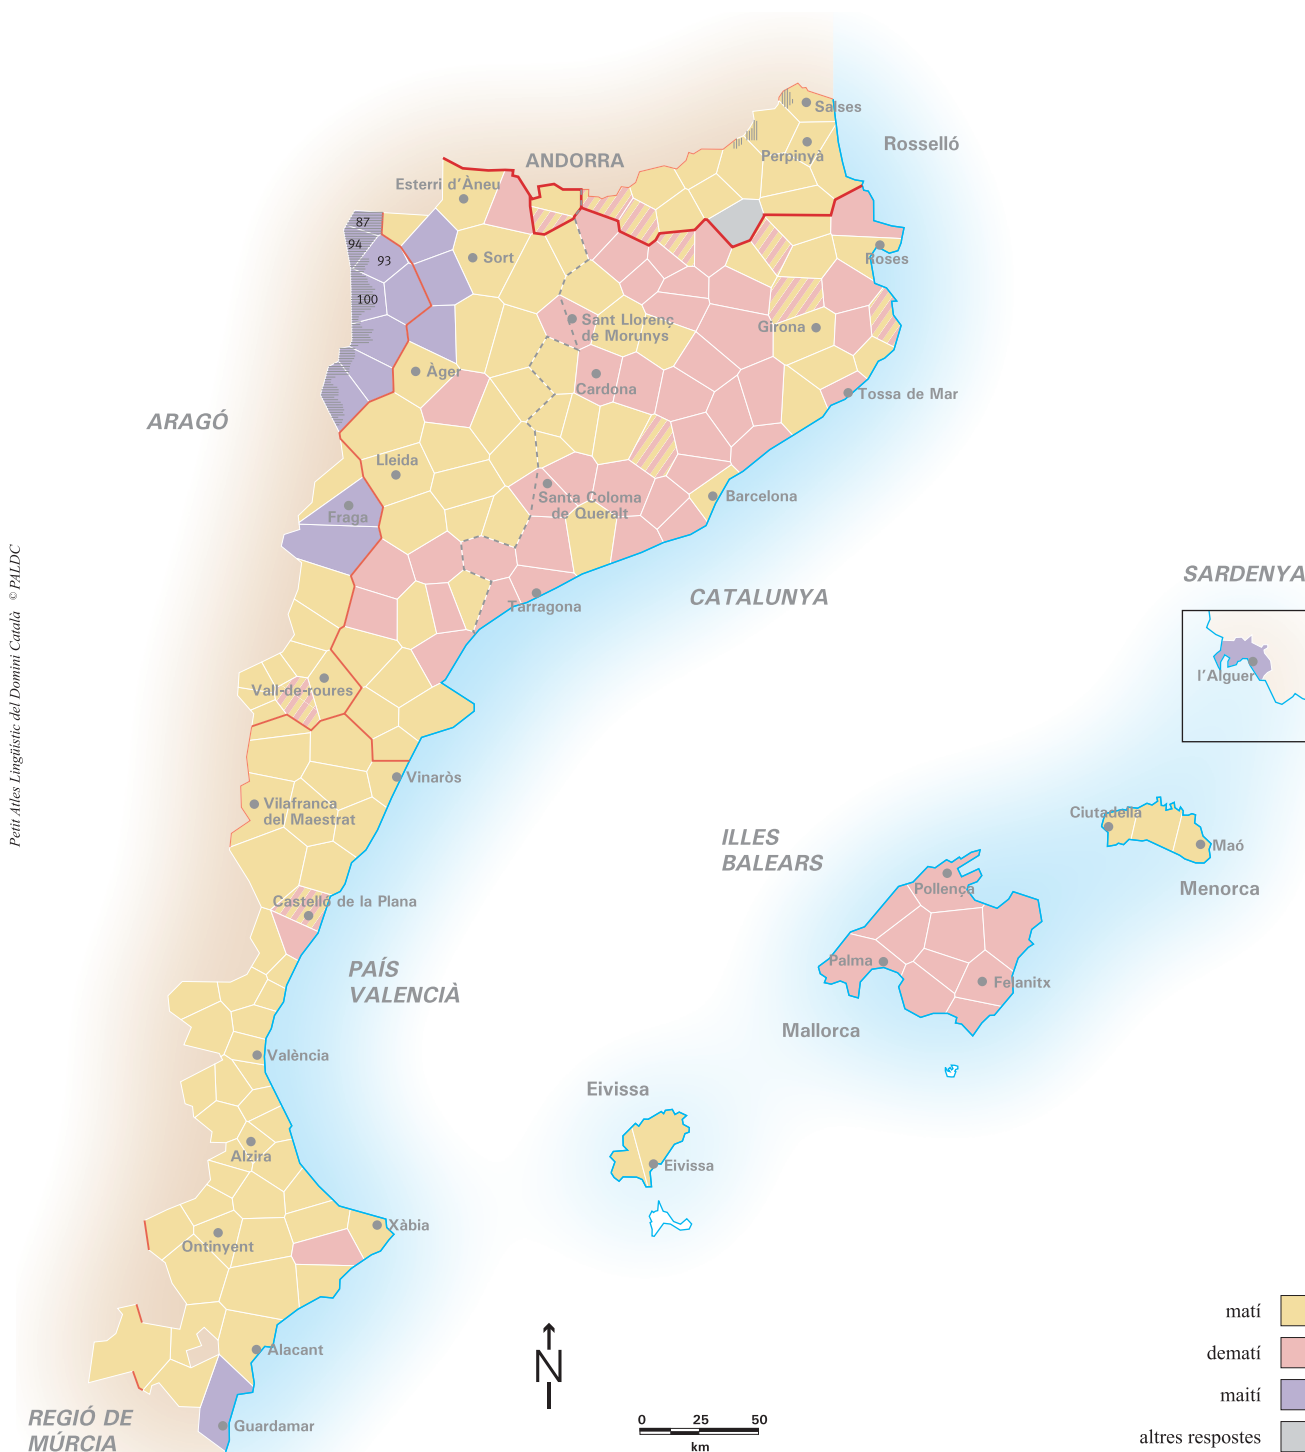 Salses
Rosselló
Perpinyà
ANDORRA
Esterri d'Àneu
87
94
93
100
Sort
Roses
Sant Llorenç
de Morunys
Girona
Àger
Cardona
Tossa de Mar
ARAGÓ
Lleida
Santa Coloma
de Queralt
Barcelona
Fraga
CATALUNYA
Tarragona
SARDENYA
l'Alguer
Petit Atles Lingüístic del Domini Català © PALDC
Vall-de-roures
Vinaròs
Vilafranca
del Maestrat
ILLES
BALEARS
Ciutadella
Maó
Menorca
Pollença
Castelló de la Plana
PAÍS
VALENCIÀ
Palma
Felanitx
Mallorca
València
Eivissa
Alzira
Eivissa
Xàbia
Ontinyent
Alacant
N
REGIÓ DE
MÚRCIA
Guardamar
0 25 50
km
matí
dematí
maití
altres respostes